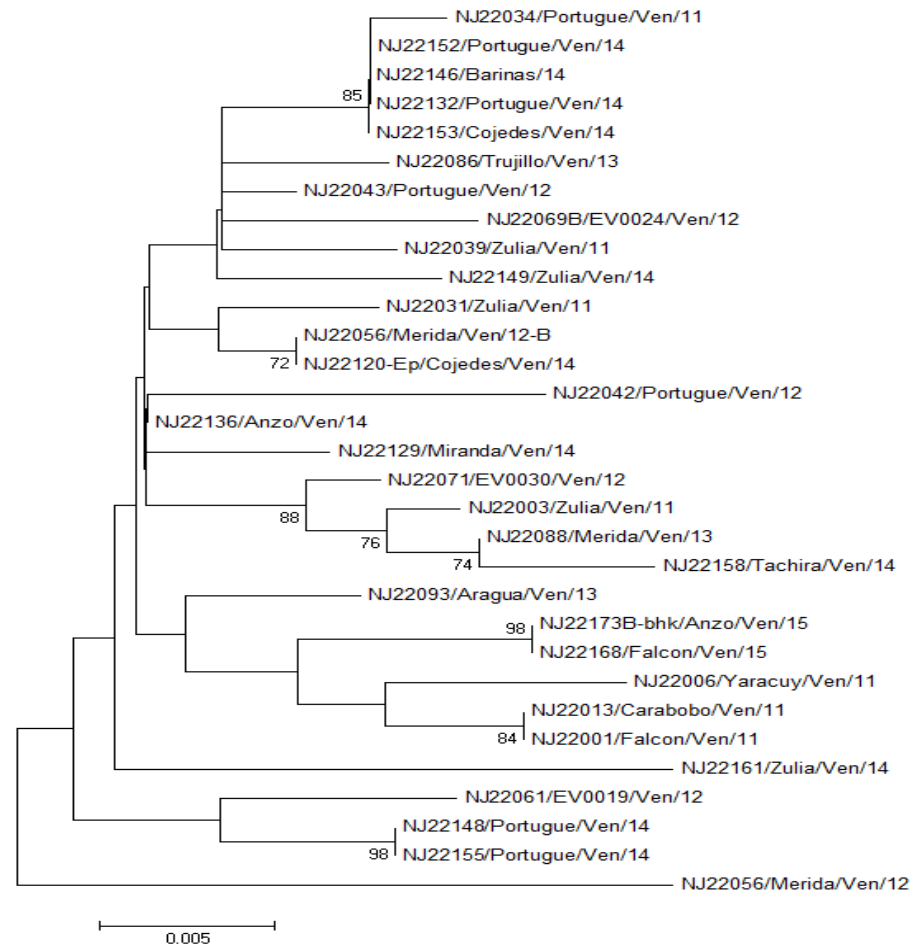 NJ22034/Portugue/Ven/11
NJ22152/Portugue/Ven/14
NJ22146/Barinas/14
85
NJ22132/Portugue/Ven/14
NJ22153/Cojedes/Ven/14
NJ22086/Trujillo/Ven/13
NJ22043/Portugue/Ven/12
NJ22069B/EV0024/Ven/12
NJ22039/Zulia/Ven/11
NJ22149/Zulia/Ven/14
NJ22031/Zulia/Ven/11
NJ22056/Merida/Ven/12-B
72
NJ22120-Ep/Cojedes/Ven/14
NJ22042/Portugue/Ven/12
NJ22136/Anzo/Ven/14
NJ22129/Miranda/Ven/14
NJ22071/EV0030/Ven/12
88
NJ22003/Zulia/Ven/11
76
NJ22088/Merida/Ven/13
74
NJ22158/Tachira/Ven/14
NJ22093/Aragua/Ven/13
98
NJ22173B-bhk/Anzo/Ven/15
NJ22168/Falcon/Ven/15
NJ22006/Yaracuy/Ven/11
NJ22013/Carabobo/Ven/11
84
NJ22001/Falcon/Ven/11
NJ22161/Zulia/Ven/14
NJ22061/EV0019/Ven/12
NJ22148/Portugue/Ven/14
98
NJ22155/Portugue/Ven/14
NJ22056/Merida/Ven/12
0.005